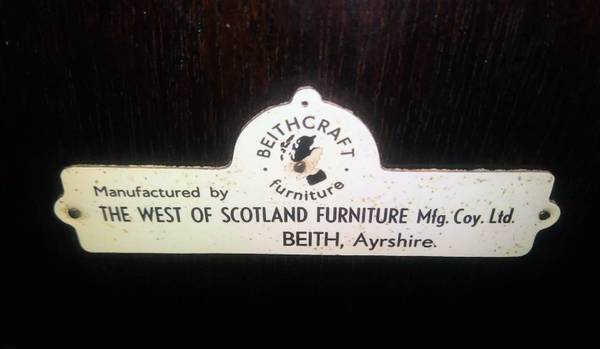 BEITHCRAFT
furniture
Manufactured by
THE WEST OF SCOTLAND FURNITURE Mfg. Coy. Ltd.
BEITH, Ayrshire.